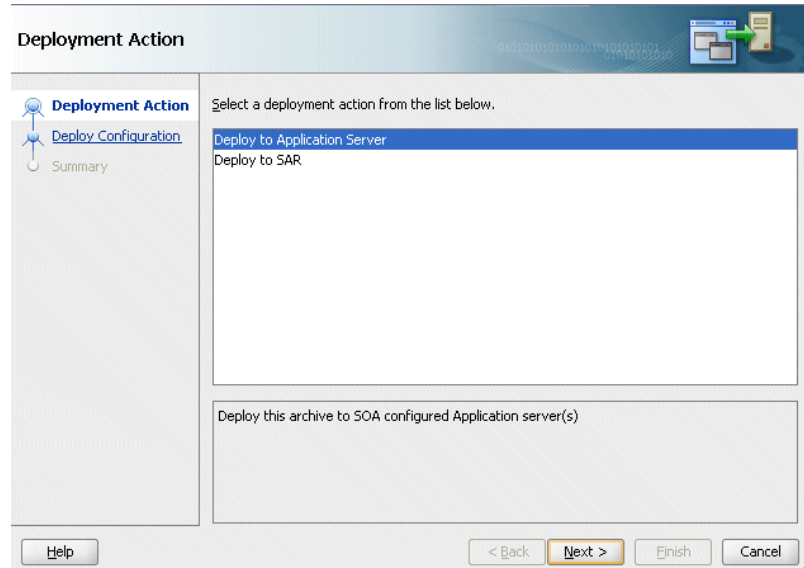 Deployment Action
Deployment Action
Deploy Configuration
Summary
Select a deployment action from the list below.
Deploy to Application Server
Deploy to SAR
Deploy this archive to SOA configured Application server(s)
Help
< Back
Next >
Finish
Cancel